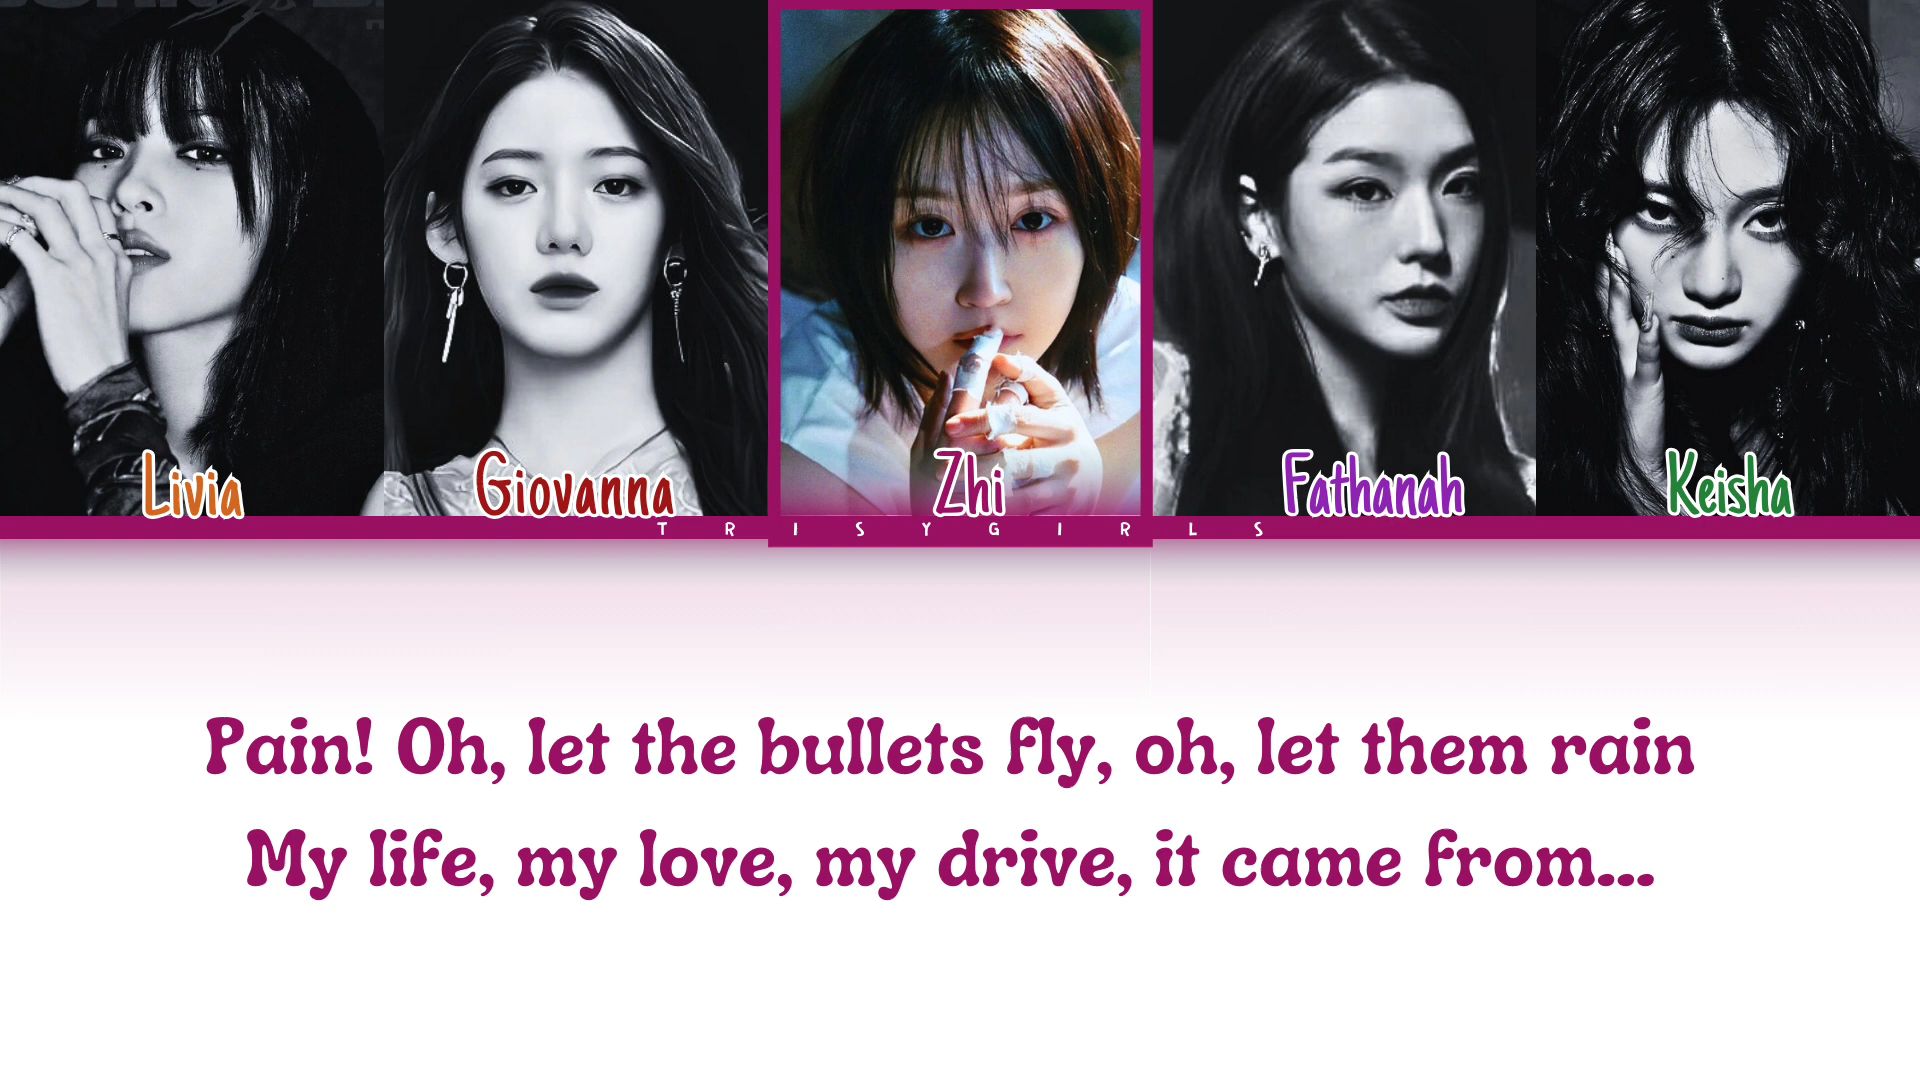 Livia
Giovanna
Zhi
Fathanah
Keisha
TRISYGIRLS
Pain! Oh, let the bullets fly, oh, let them rain
My life, my love, my drive, it came from...